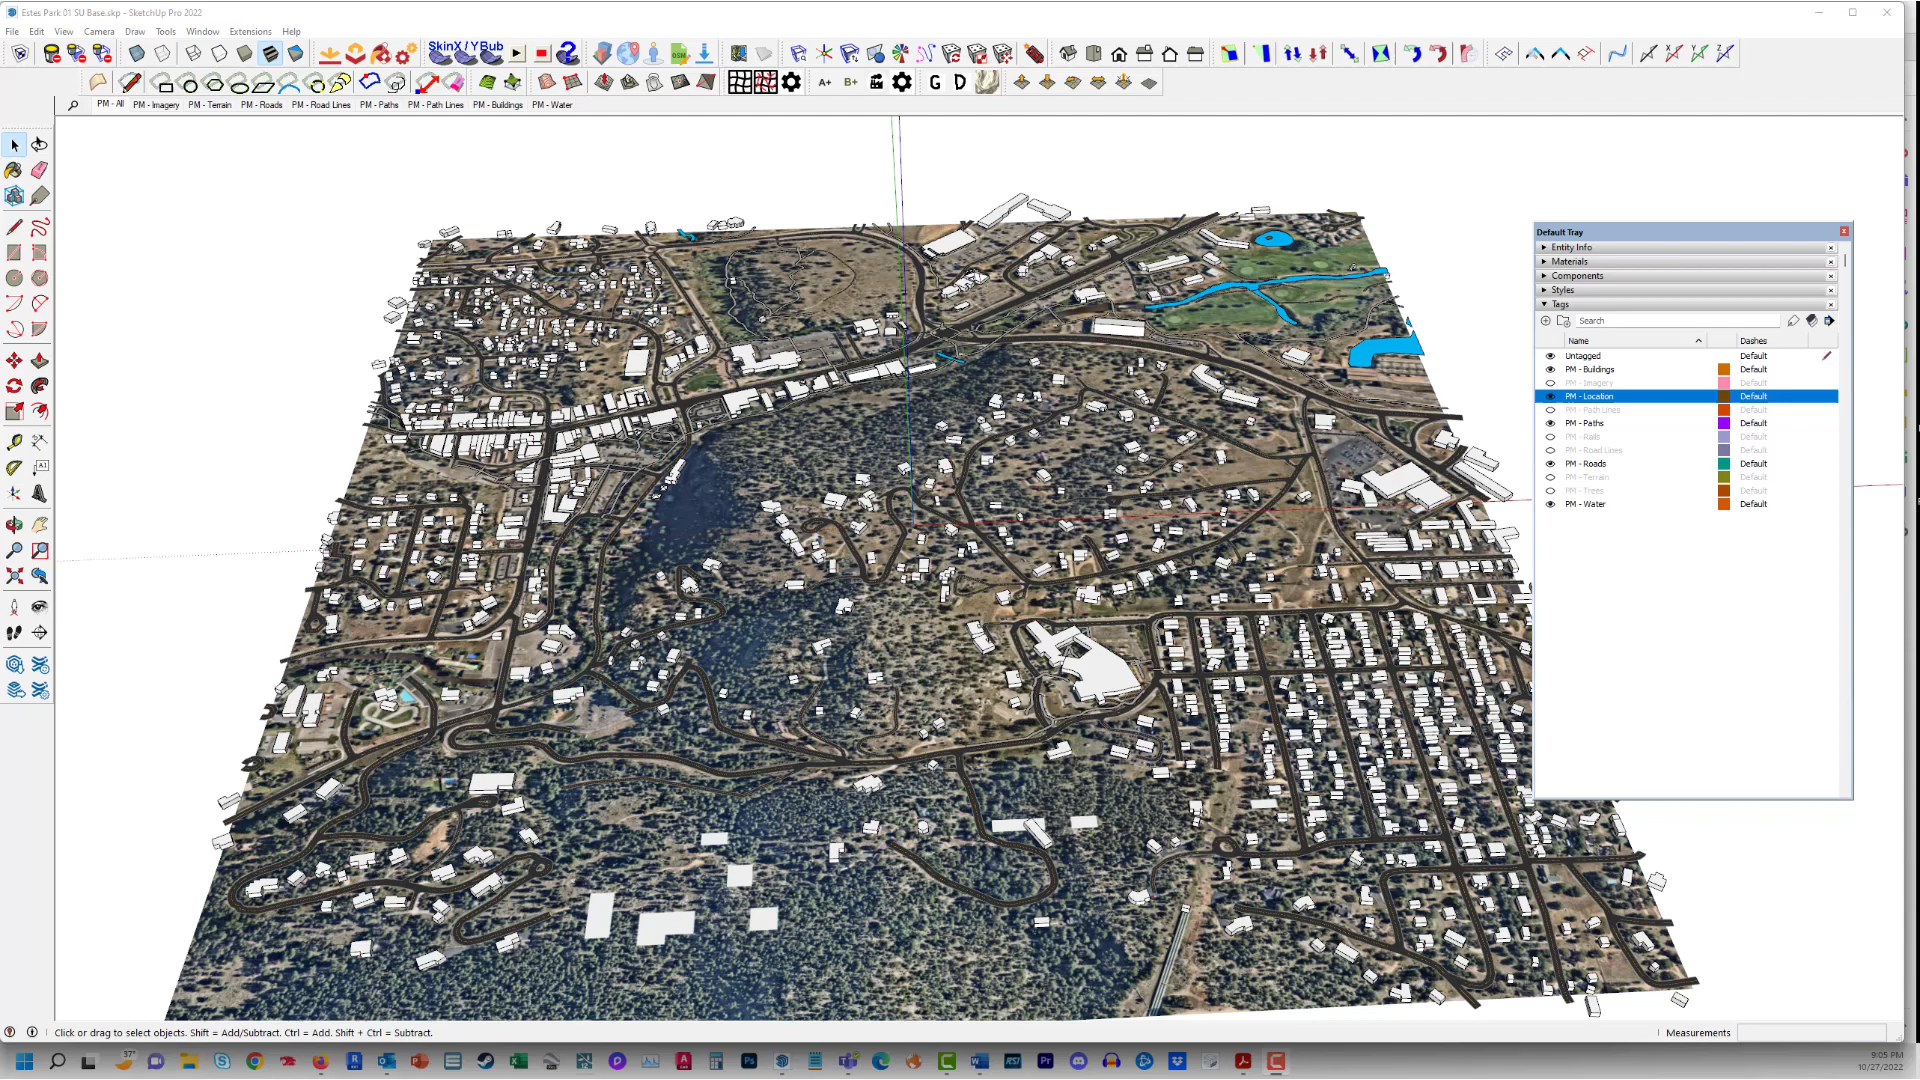 Estes Park 01 SU Base.skp - SketchUp Pro 2022
File Edit View Camera Draw Tools Window Extensions Help
SkinX / YBub
A+ B+ G D
PM - All PM - Imagery PM - Terrain PM - Roads PM - Road Lines PM - Paths PM - Path Lines PM - Buildings PM - Water
Default Tray
Entity Info
Materials
Components
Styles
Tags
Search
Name Dashes
Untagged Default
PM - Buildings Default
PM - Imagery Default
PM - Location Default
PM - Path Lines Default
PM - Paths Default
PM - Rails Default
PM - Road Lines Default
PM - Roads Default
PM - Terrain Default
PM - Trees Default
PM - Water Default
Click or drag to select objects. Shift = Add/Subtract. Ctrl = Add. Shift + Ctrl = Subtract.
Measurements
37°
9:05 PM
10/27/2022